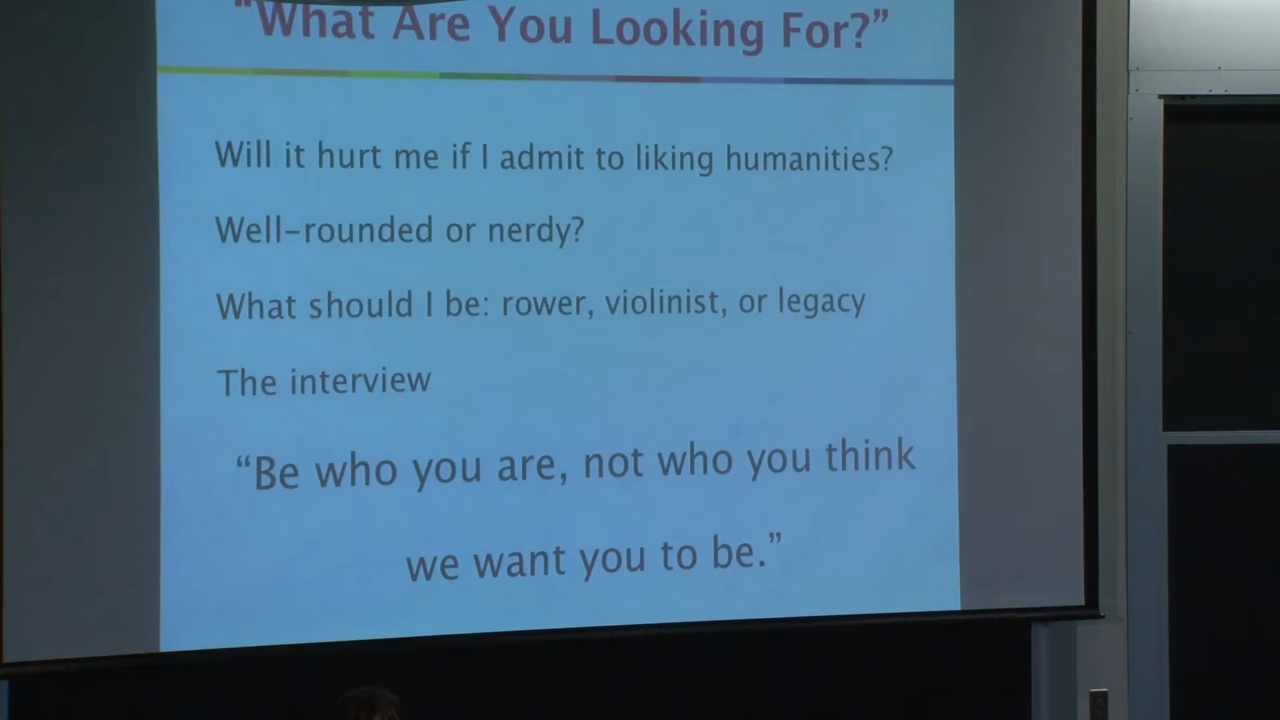 "What Are You Looking For?”
Will it hurt me if I admit to liking humanities?
Well-rounded or nerdy?
What should I be: rower, violinist, or legacy
The interview
“Be who you are, not who you think
we want you to be.”